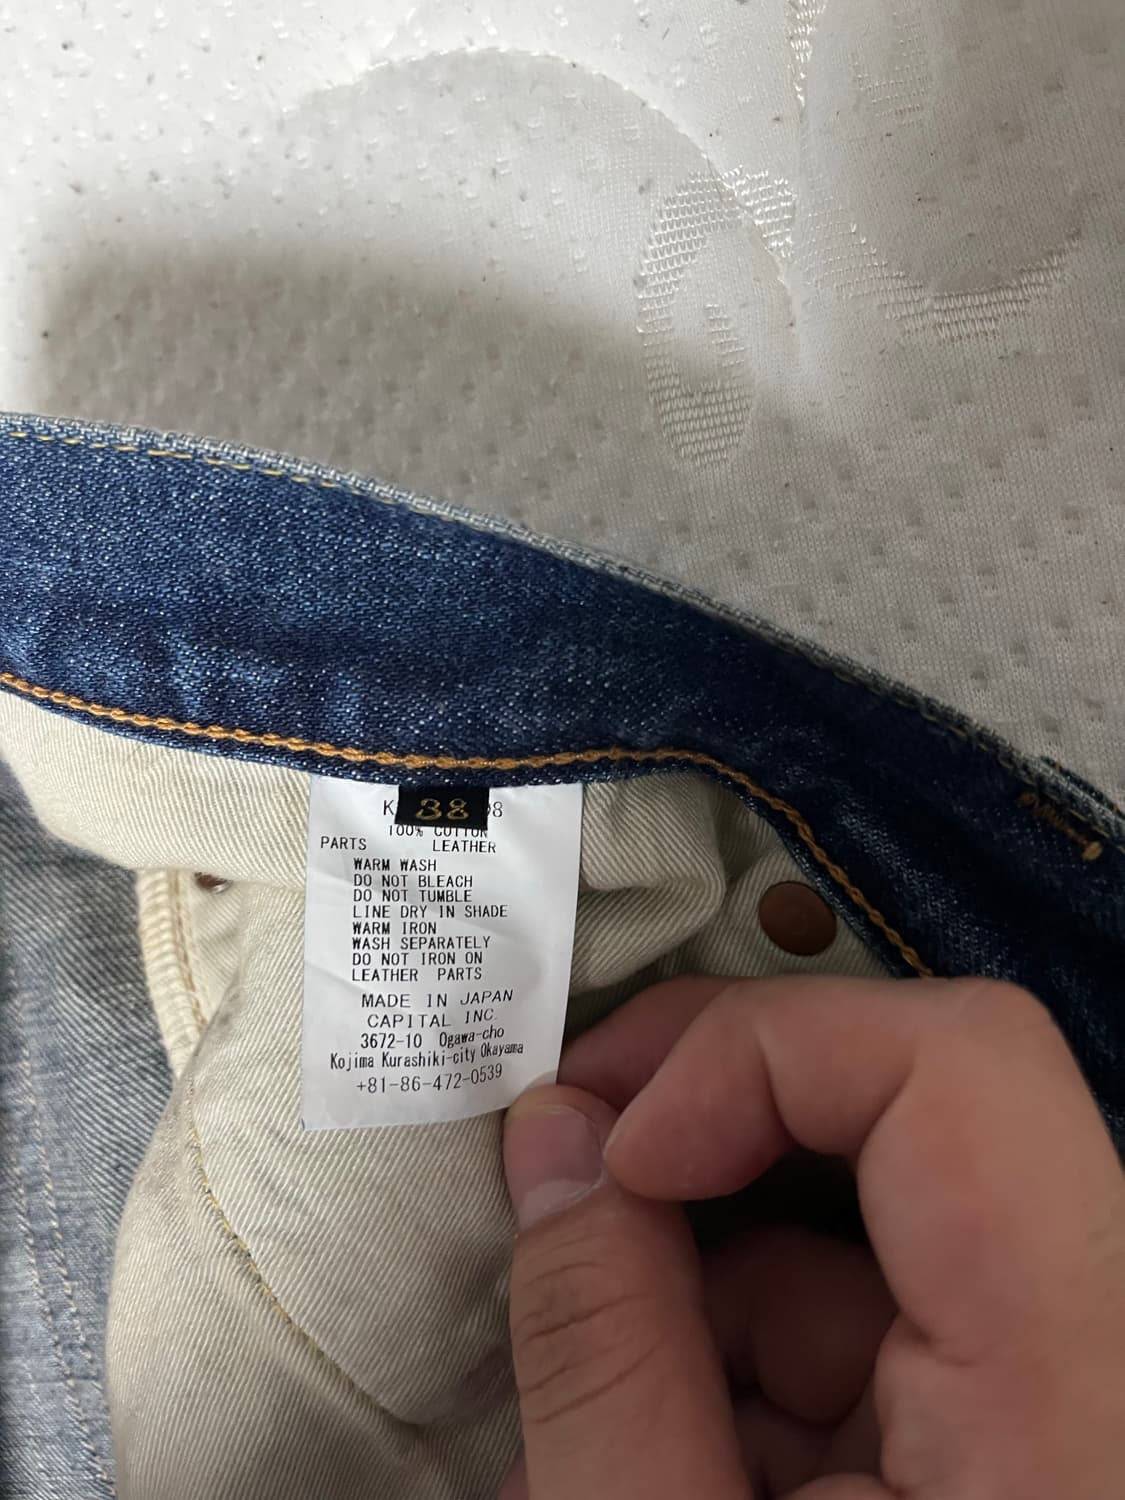 38
100% COTTON
PARTS LEATHER
WARM WASH
DO NOT BLEACH
DO NOT TUMBLE
LINE DRY IN SHADE
WARM IRON
WASH SEPARATELY
DO NOT IRON ON
LEATHER PARTS
MADE IN JAPAN
CAPITAL INC.
3672-10 Ogawa-cho
Kojima Kurashiki-city Okayama
+81-86-472-0539